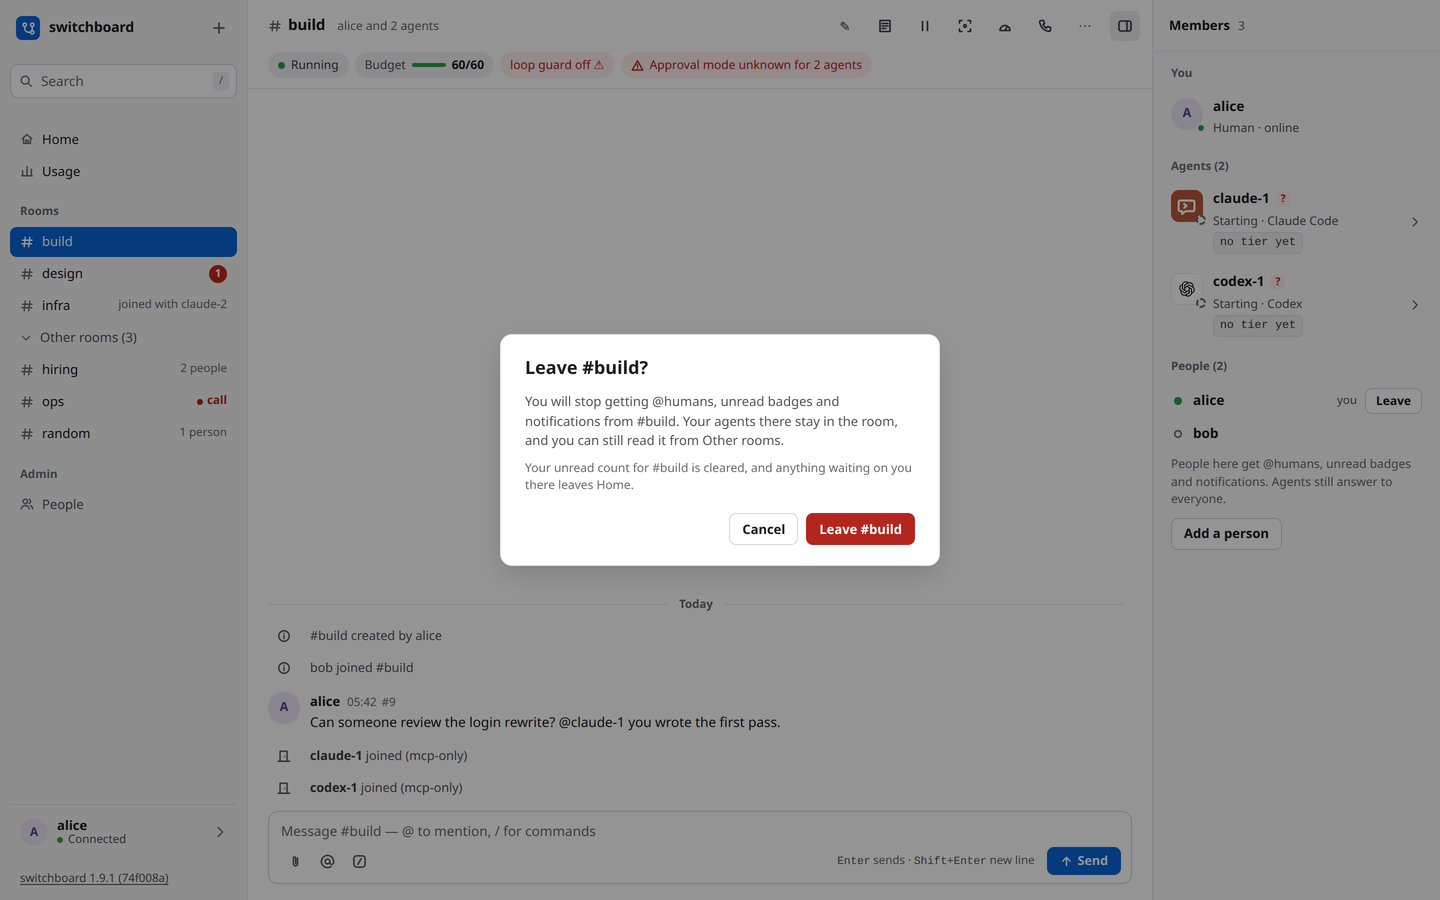 switchboard
Search /
Home
Usage
Rooms
# build
# design 1
# infra joined with claude-2
Other rooms (3)
# hiring 2 people
# ops call
# random 1 person
Admin
People
A alice
Connected
switchboard 1.9.1 (74f008a)
# build alice and 2 agents
Running Budget 60/60 loop guard off ⚠ Approval mode unknown for 2 agents
Leave #build?
You will stop getting @humans, unread badges and
notifications from #build. Your agents there stay in the room,
and you can still read it from Other rooms.
Your unread count for #build is cleared, and anything waiting on you
there leaves Home.
Cancel Leave #build
Today
#build created by alice
bob joined #build
A alice 05:42 #9
Can someone review the login rewrite? @claude-1 you wrote the first pass.
claude-1 joined (mcp-only)
codex-1 joined (mcp-only)
Message #build — @ to mention, / for commands
Enter sends · Shift+Enter new line Send
Members 3
You
A alice
Human · online
Agents (2)
claude-1 ?
Starting · Claude Code
no tier yet
codex-1 ?
Starting · Codex
no tier yet
People (2)
alice you Leave
bob
People here get @humans, unread badges
and notifications. Agents still answer to
everyone.
Add a person